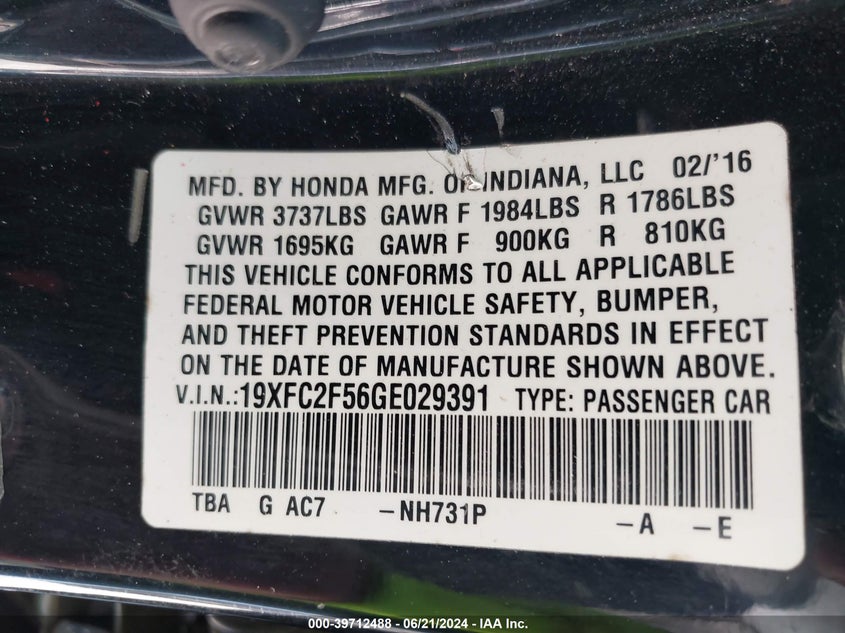 MFD. BY HONDA MFG. OF INDIANA, LLC 02/'16
GVWR 3737LBS GAWR F 1984LBS R 1786LBS
GVWR 1695KG GAWR F 900KG R 810KG
THIS VEHICLE CONFORMS TO ALL APPLICABLE
FEDERAL MOTOR VEHICLE SAFETY, BUMPER,
AND THEFT PREVENTION STANDARDS IN EFFECT
ON THE DATE OF MANUFACTURE SHOWN ABOVE.
V.I.N.:19XFC2F56GE029391 TYPE: PASSENGER CAR
TBA G AC7 -NH731P -A -E
000-39712488 - 06/21/2024 - IAA Inc.